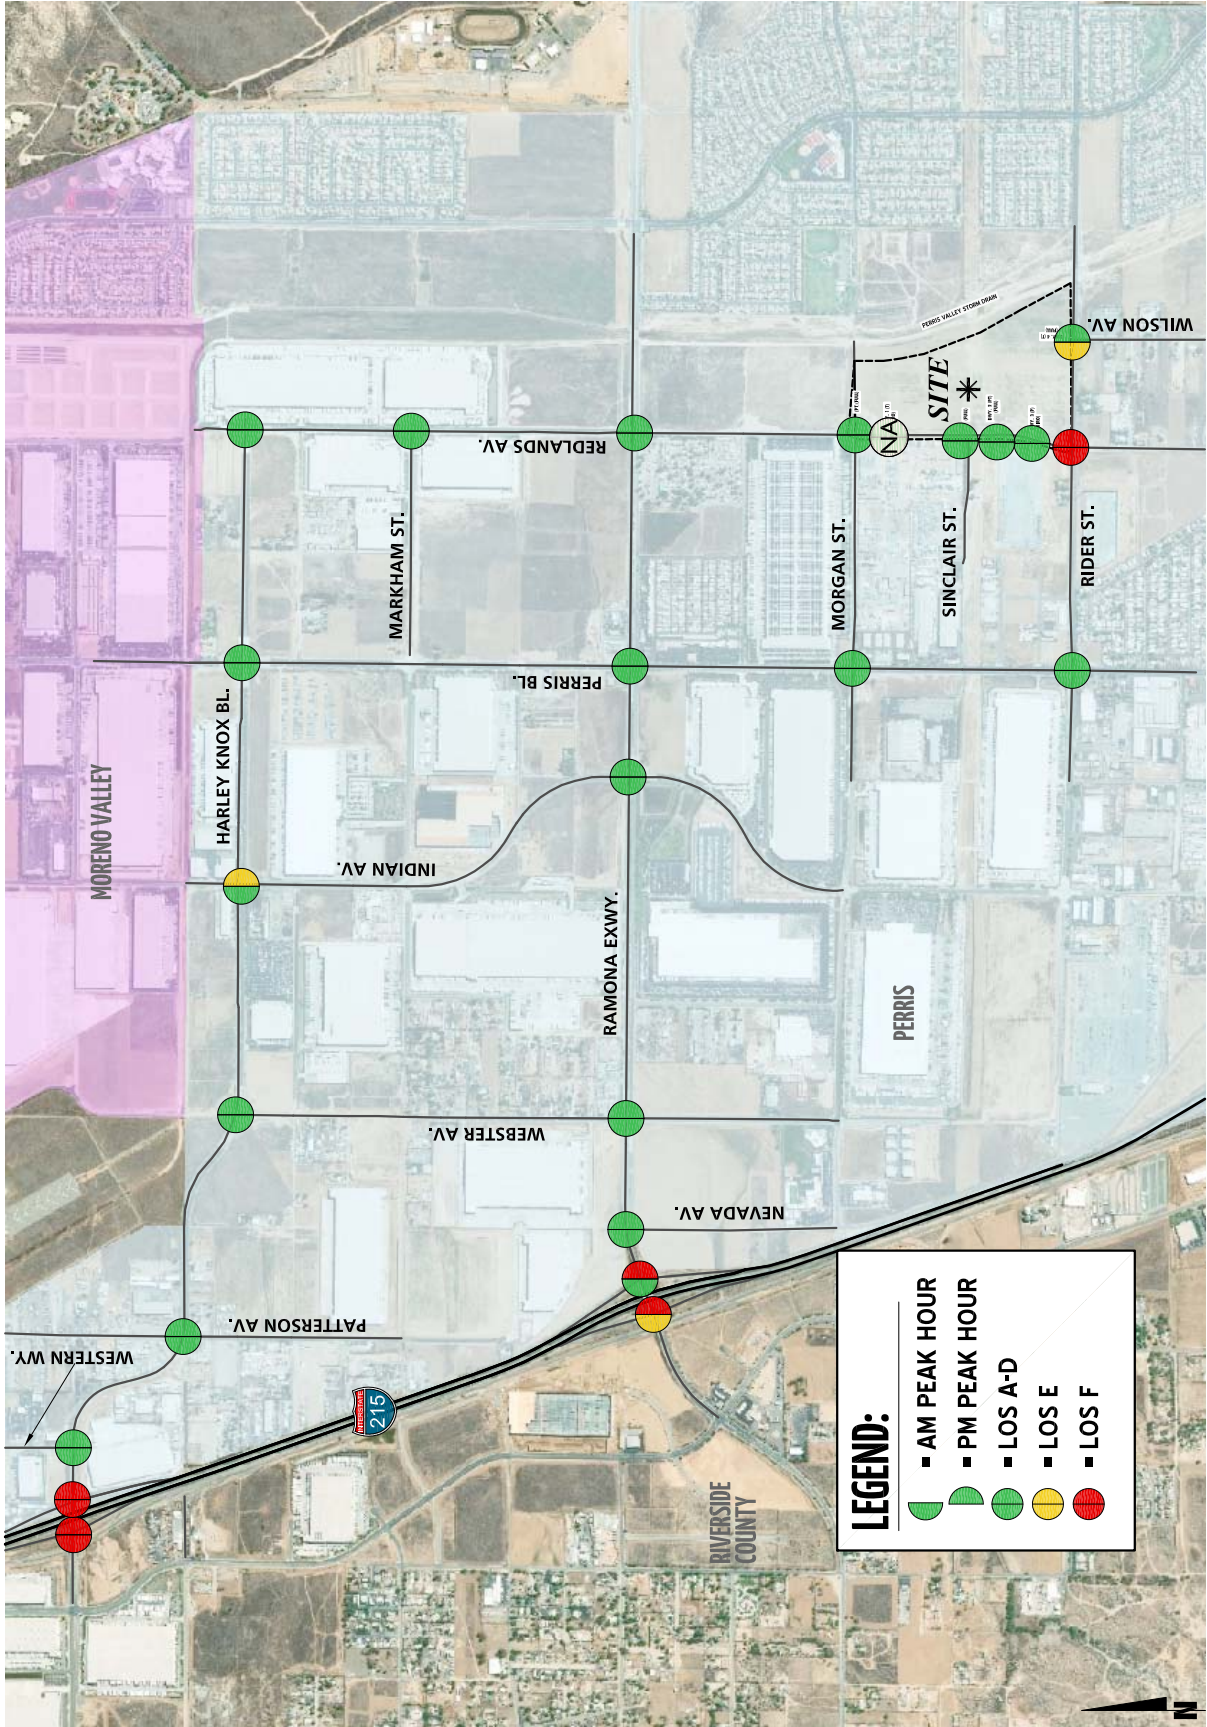 MORENO VALLEY
WESTERN WY.
PATTERSON AV.
HARLEY KNOX BL.
INDIAN AV.
MARKHAM ST.
REDLANDS AV.
PERRIS BL.
WEBSTER AV.
NEVADA AV.
RAMONA EXWY.
MORGAN ST.
SINCLAIR ST.
RIDER ST.
WILSON AV.
PERRIS VALLEY STORM DRAIN
SITE
NA
PERRIS
INTERSTATE
215
RIVERSIDE
COUNTY
LEGEND:
- AM PEAK HOUR
- PM PEAK HOUR
- LOS A-D
- LOS E
- LOS F
N